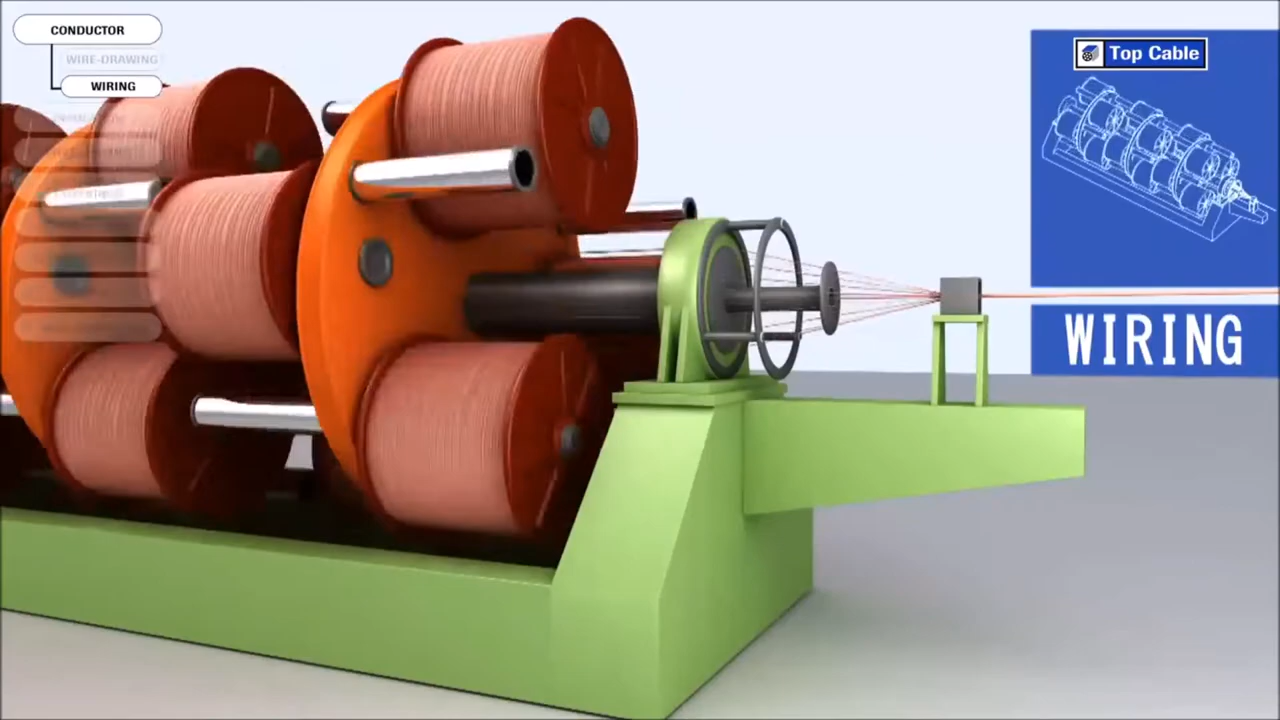 CONDUCTOR
WIRE-DRAWING
WIRING
Top Cable
WIRING